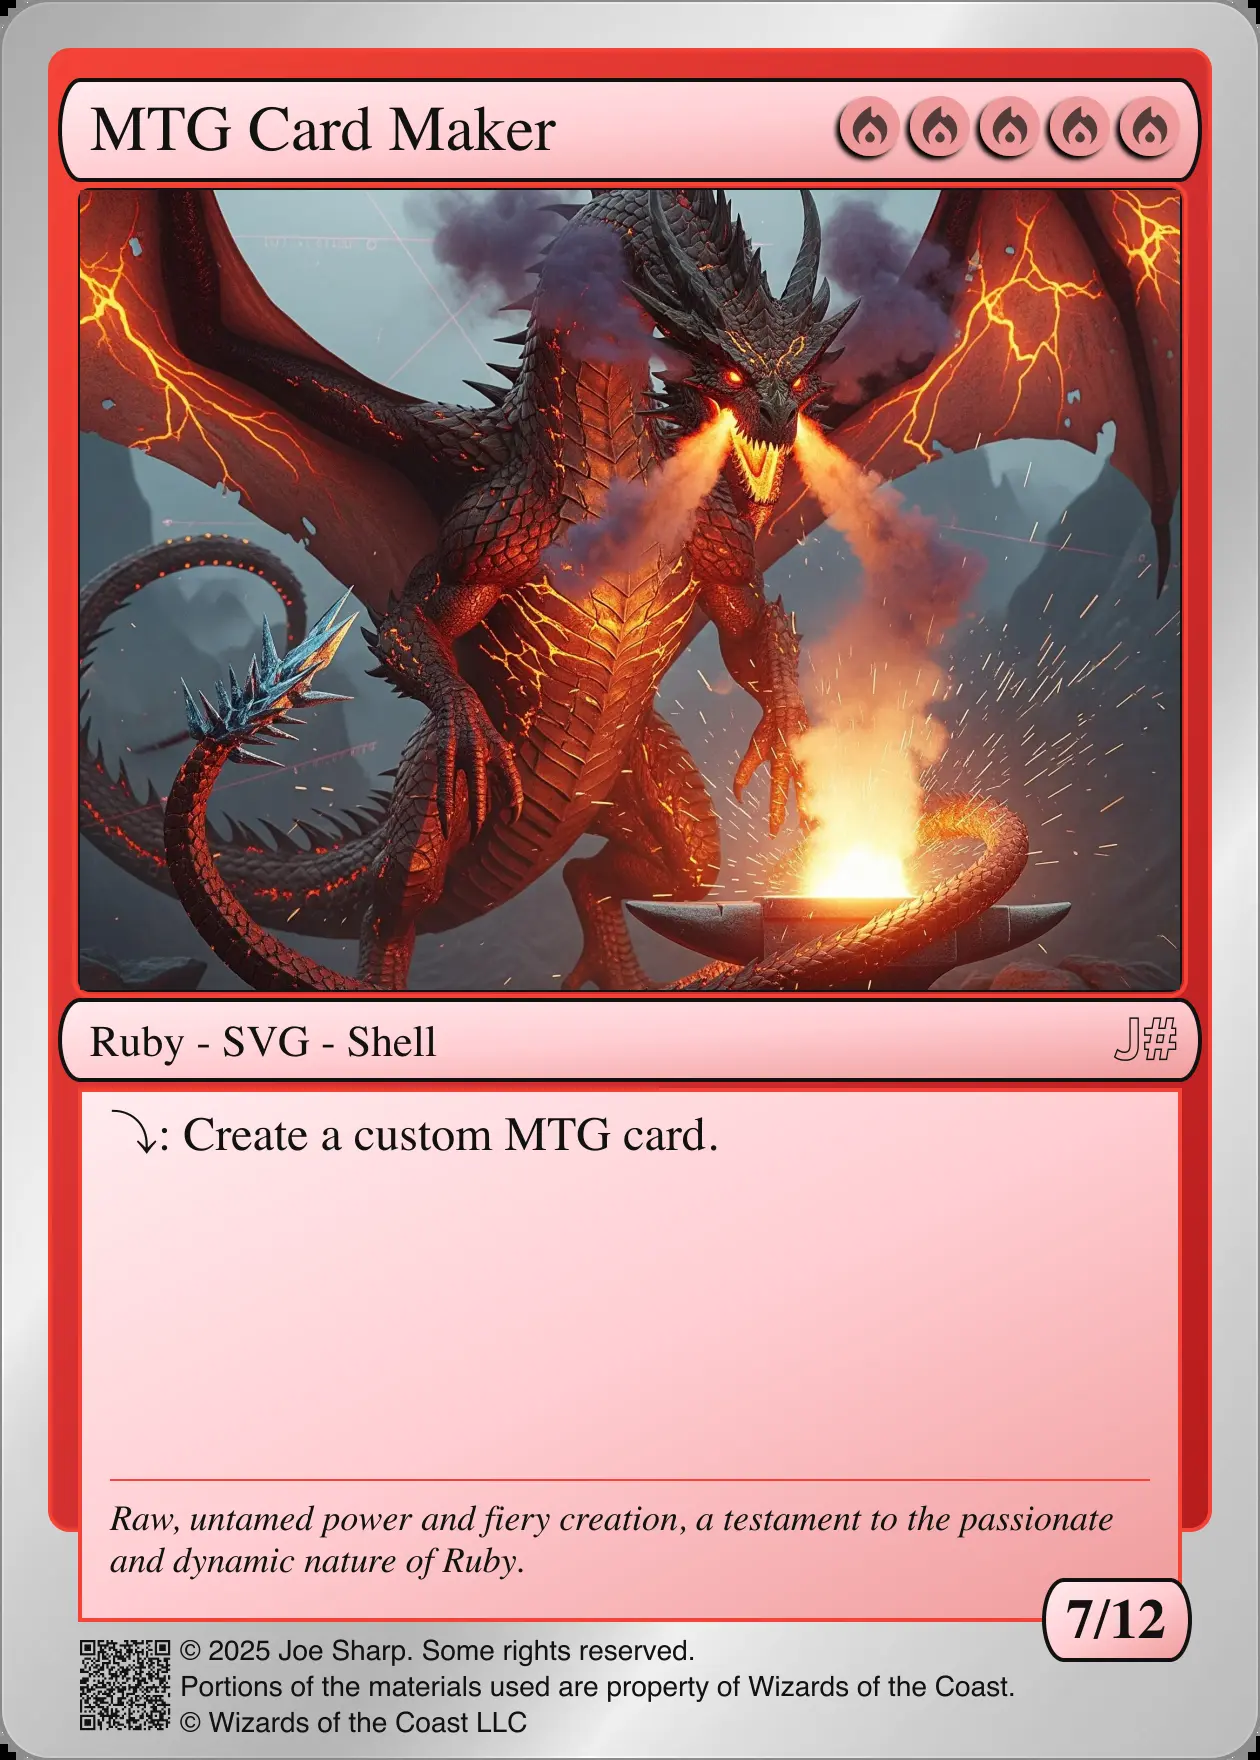 MTG Card Maker
Ruby - SVG - Shell
J#
: Create a custom MTG card.
Raw, untamed power and fiery creation, a testament to the passionate
and dynamic nature of Ruby.
7/12
© 2025 Joe Sharp. Some rights reserved.
Portions of the materials used are property of Wizards of the Coast.
© Wizards of the Coast LLC